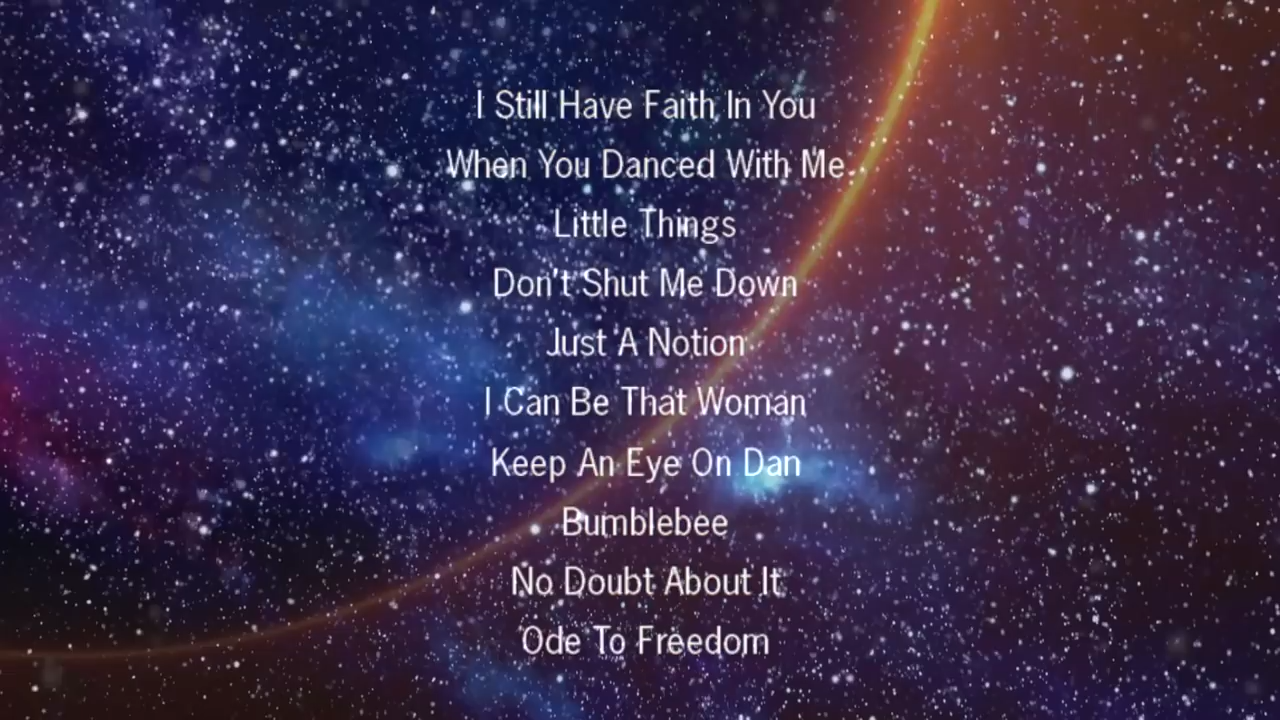 I Still Have Faith In You
When You Danced With Me
Little Things
Don't Shut Me Down
Just A Notion
I Can Be That Woman
Keep An Eye On Dan
Bumblebee
No Doubt About It
Ode To Freedom